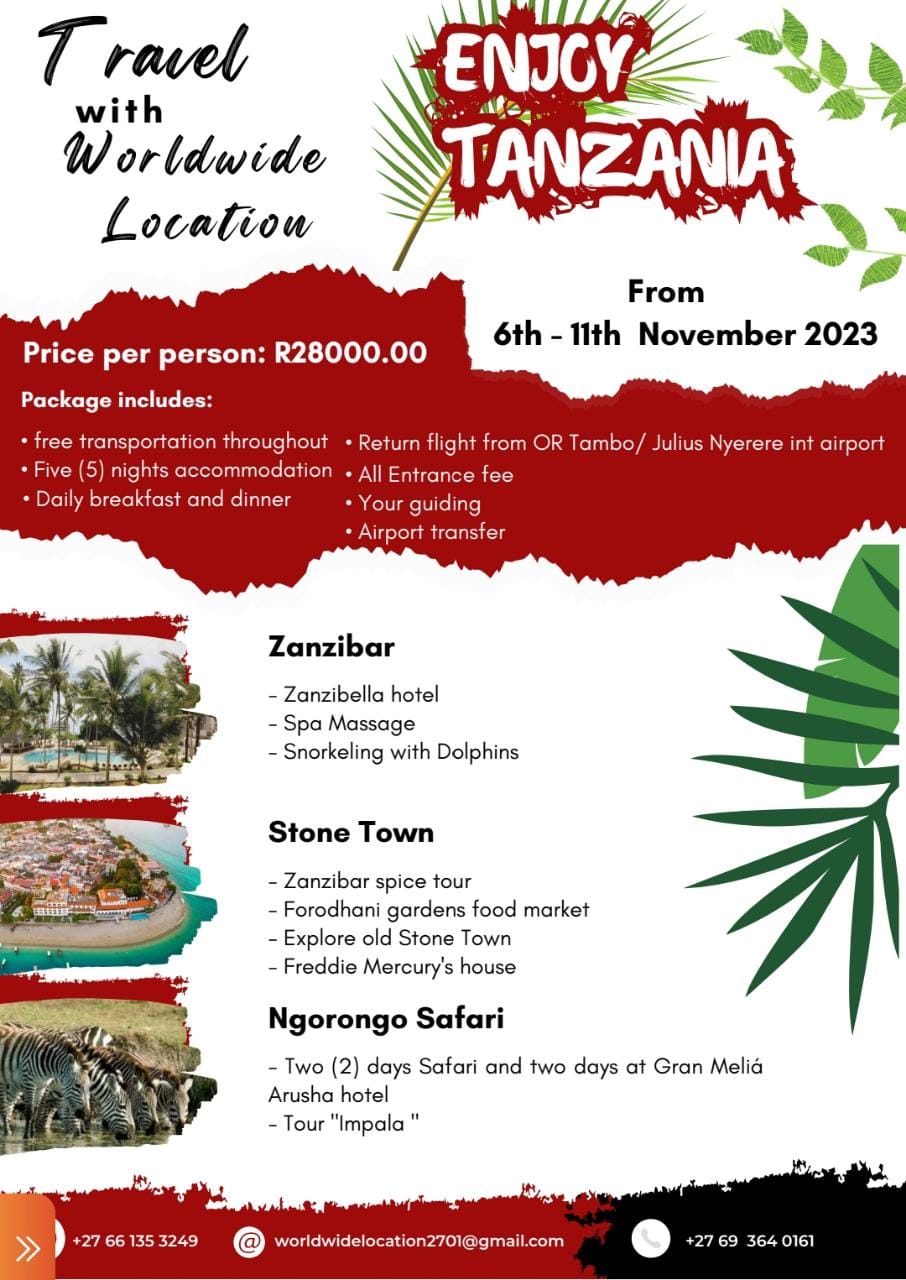 Travel
with
Worldwide
Location
ENJOY
TANZANIA
From
6th - 11th November 2023
Price per person: R28000.00
Package includes:
• free transportation throughout
• Five (5) nights accommodation
• Daily breakfast and dinner
• Return flight from OR Tambo/ Julius Nyerere int airport
• All Entrance fee
• Your guiding
• Airport transfer
Zanzibar
- Zanzibella hotel
- Spa Massage
- Snorkeling with Dolphins
Stone Town
- Zanzibar spice tour
- Forodhani gardens food market
- Explore old Stone Town
- Freddie Mercury's house
Ngorongo Safari
- Two (2) days Safari and two days at Gran Meliá
Arusha hotel
- Tour "Impala "
+27 66 135 3249
@ worldwidelocation2701@gmail.com
+27 69 364 0161